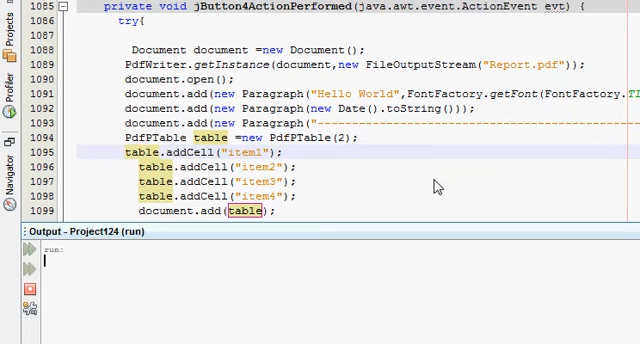 Projects
Profiler
Navigator
1085 private void jButton4ActionPerformed(java.awt.event.ActionEvent evt) {
1086 try{
1087
1088 Document document =new Document();
1089 PdfWriter.getInstance(document,new FileOutputStream("Report.pdf"));
1090 document.open();
1091 document.add(new Paragraph("Hello World",FontFactory.getFont(FontFactory.TI
1092 document.add(new Paragraph(new Date().toString()));
1093 document.add(new Paragraph("----------------------------------------
1094 PdfPTable table =new PdfPTable(2);
1095 table.addCell("item1");
1096 table.addCell("item2");
1097 table.addCell("item3");
1098 table.addCell("item4");
1099 document.add(table);
Output - Project124 (run)
run: